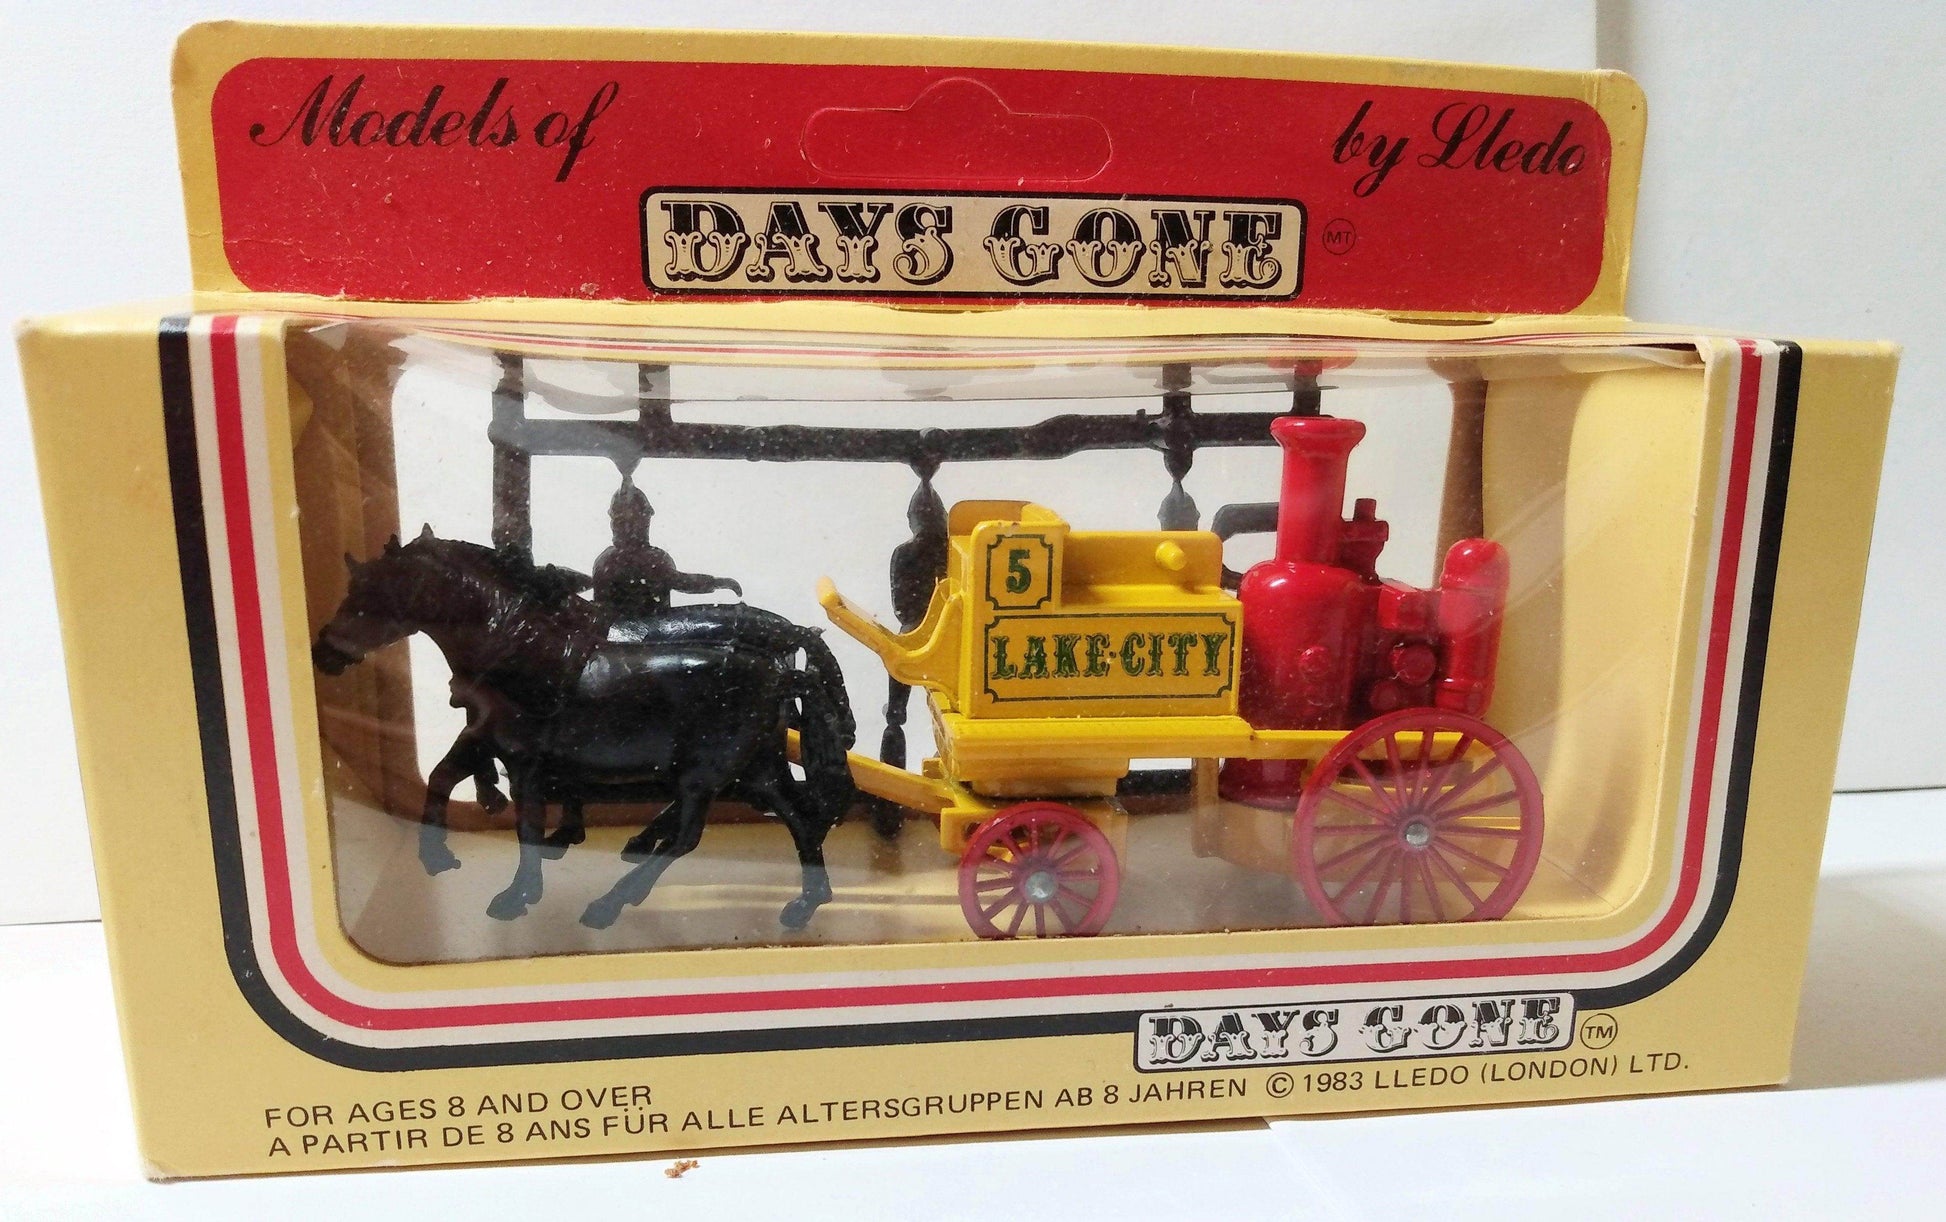 Models of
by Lledo
DAYS GONE
MT
5
LAKE·CITY
DAYS GONE
TM
FOR AGES 8 AND OVER
A PARTIR DE 8 ANS FÜR ALLE ALTERSGRUPPEN AB 8 JAHREN © 1983 LLEDO (LONDON) LTD.